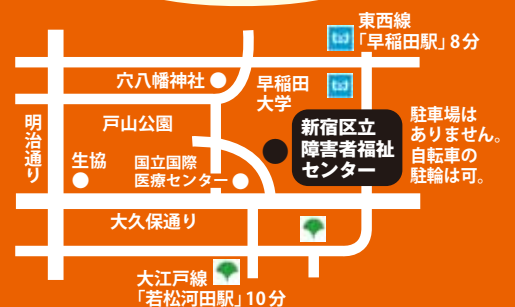 東西線
「早稲田駅」8分
穴八幡神社
早稲田
大学
明治通り
戸山公園
新宿区立
障害者福祉
センター
駐車場は
ありません。
自転車の
駐輪は可。
生協
国立国際
医療センター
大久保通り
大江戸線
「若松河田駅」10分